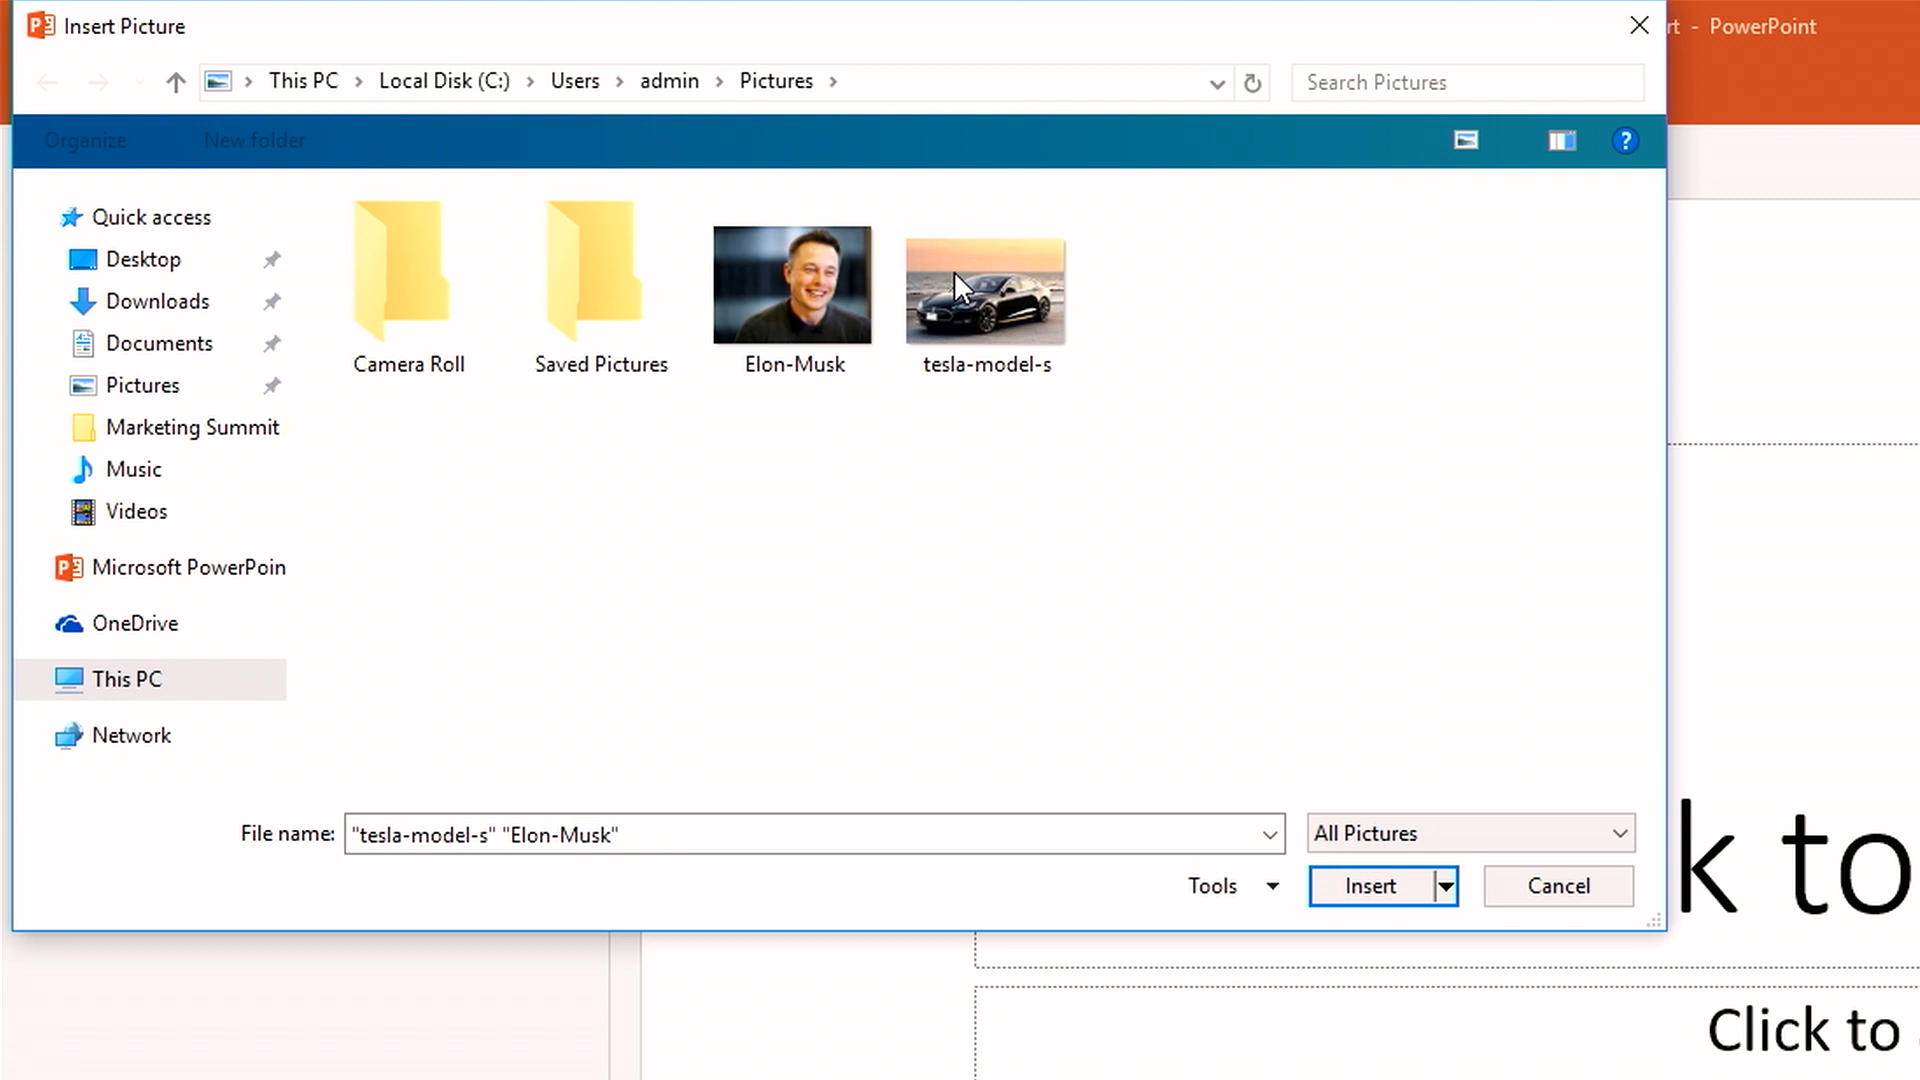 Insert Picture
rt - PowerPoint
This PC > Local Disk (C:) > Users > admin > Pictures >
Search Pictures
Organize
New folder
Quick access
Desktop
Downloads
Documents
Pictures
Marketing Summit
Music
Videos
Microsoft PowerPoin
OneDrive
This PC
Network
Camera Roll
Saved Pictures
Elon-Musk
tesla-model-s
File name:
"tesla-model-s" "Elon-Musk"
All Pictures
Tools
Insert
Cancel
k to
Click to